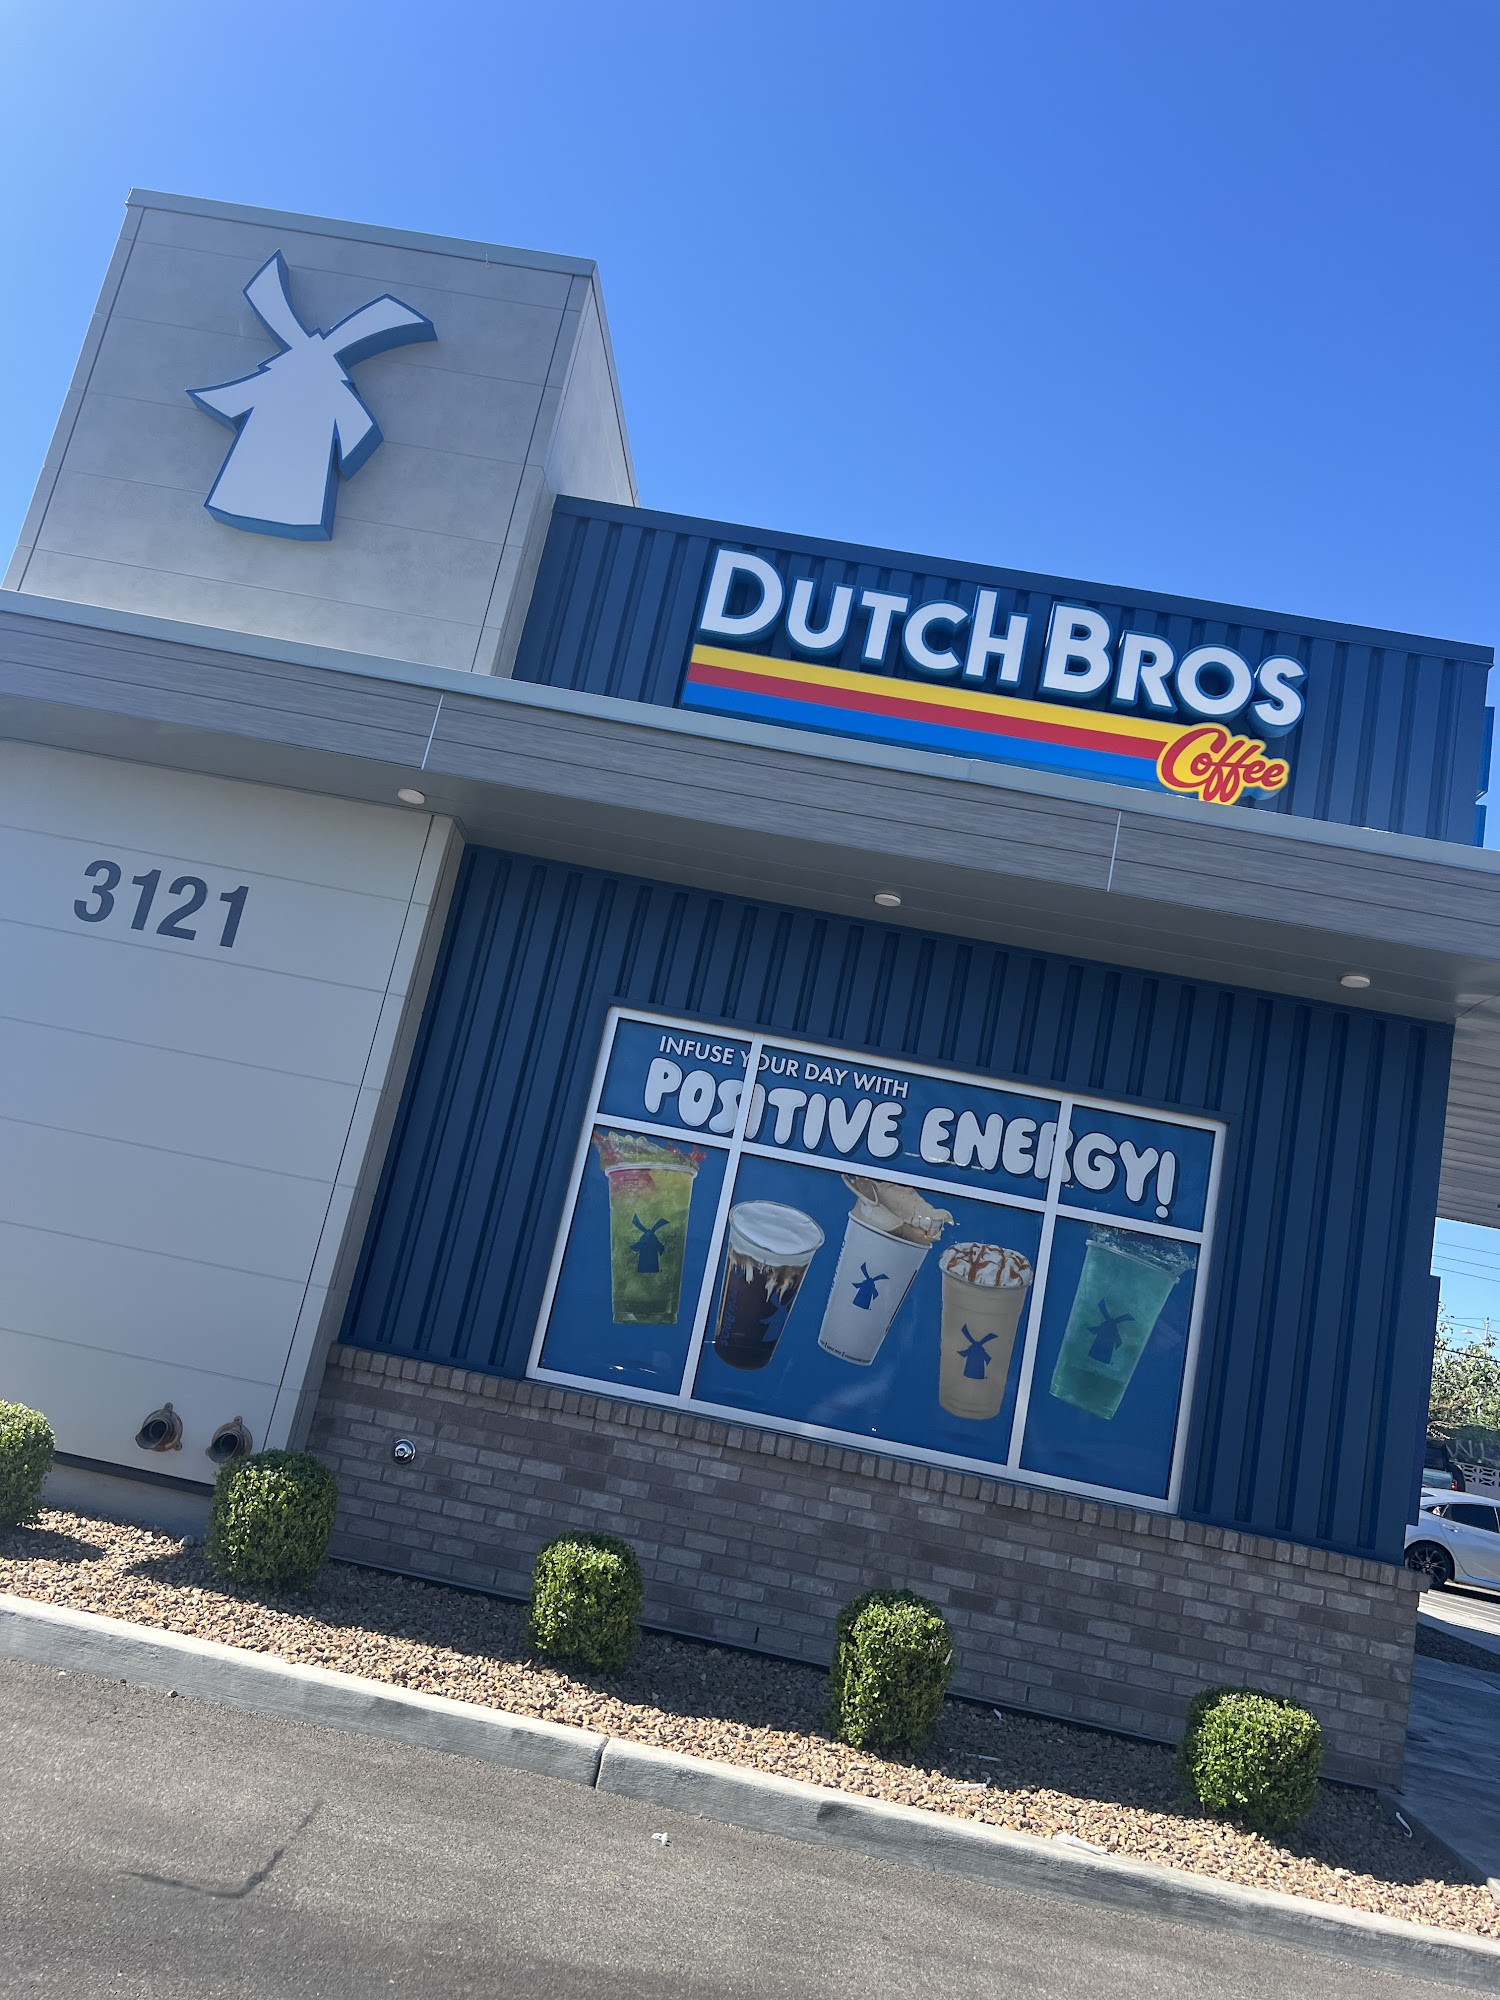 DUTCH BROS
Coffee
3121
INFUSE YOUR DAY WITH
POSITIVE ENERGY!